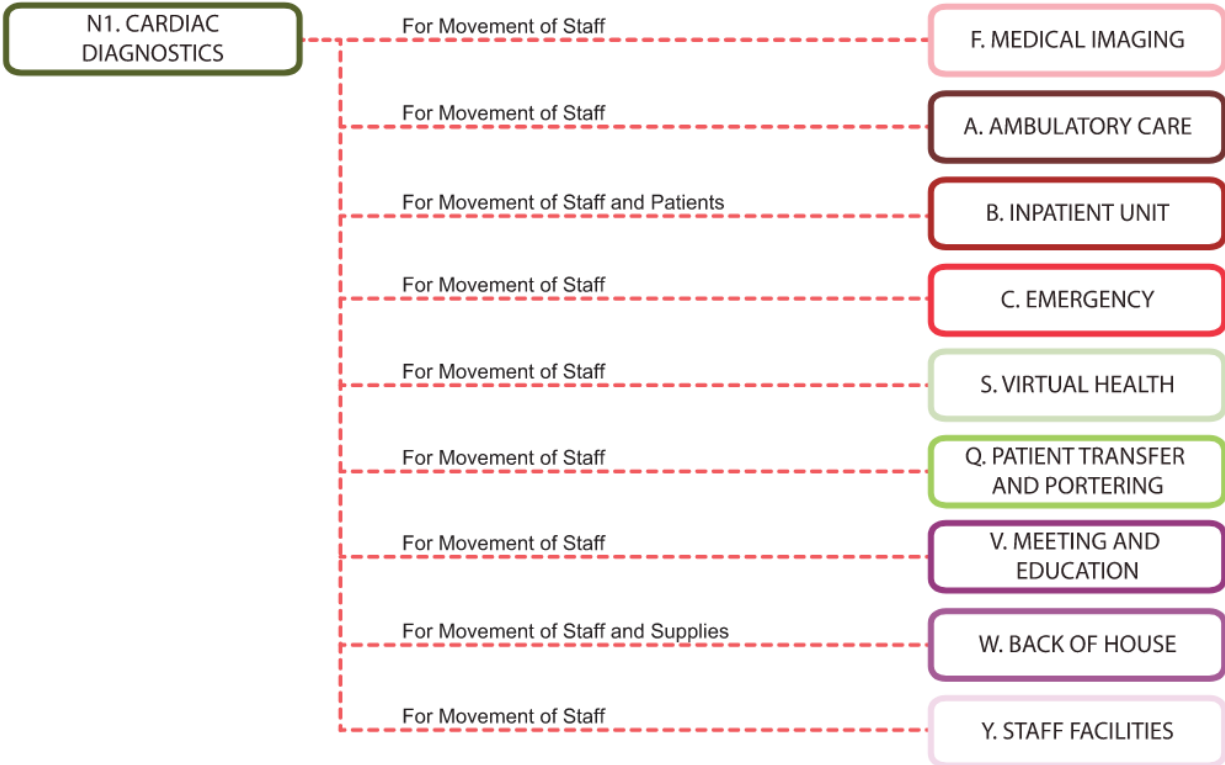 N1. CARDIAC
DIAGNOSTICS
For Movement of Staff
F. MEDICAL IMAGING
For Movement of Staff
A. AMBULATORY CARE
For Movement of Staff and Patients
B. INPATIENT UNIT
For Movement of Staff
C. EMERGENCY
For Movement of Staff
S. VIRTUAL HEALTH
For Movement of Staff
Q. PATIENT TRANSFER
AND PORTERING
For Movement of Staff
V. MEETING AND
EDUCATION
For Movement of Staff and Supplies
W. BACK OF HOUSE
For Movement of Staff
Y. STAFF FACILITIES